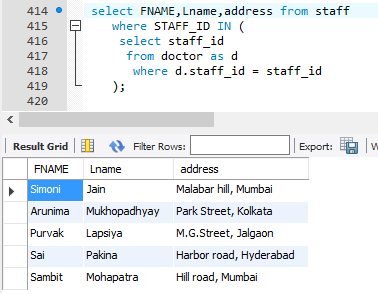 414 select FNAME,Lname,address from staff
415 where STAFF_ID IN (
416 select staff_id
417 from doctor as d
418 where d.staff_id = staff_id
419 );
420
Result Grid Filter Rows: Export:
FNAME Lname address
Simoni Jain Malabar hill, Mumbai
Arunima Mukhopadhyay Park Street, Kolkata
Purvak Lapsiya M.G.Street, Jalgaon
Sai Pakina Harbor road, Hyderabad
Sambit Mohapatra Hill road, Mumbai